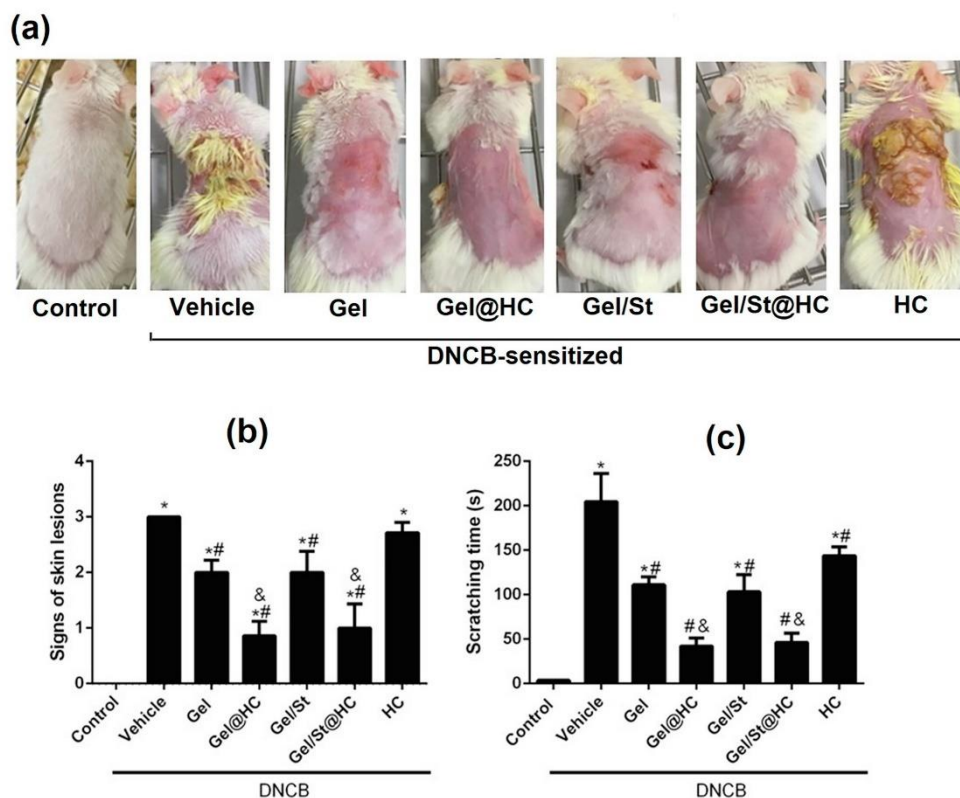 (a)
Control Vehicle Gel Gel@HC Gel/St Gel/St@HC HC
DNCB-sensitized
(b)
Signs of skin lesions
4
3
2
1
0
* *# & *# *# & *# *
Control Vehicle Gel Gel@HC Gel/St Gel/St@HC HC
DNCB
(c)
Scratching time (s)
250
200
150
100
50
0
* *# #& *# #& *#
Control Vehicle Gel Gel@HC Gel/St Gel/St@HC HC
DNCB